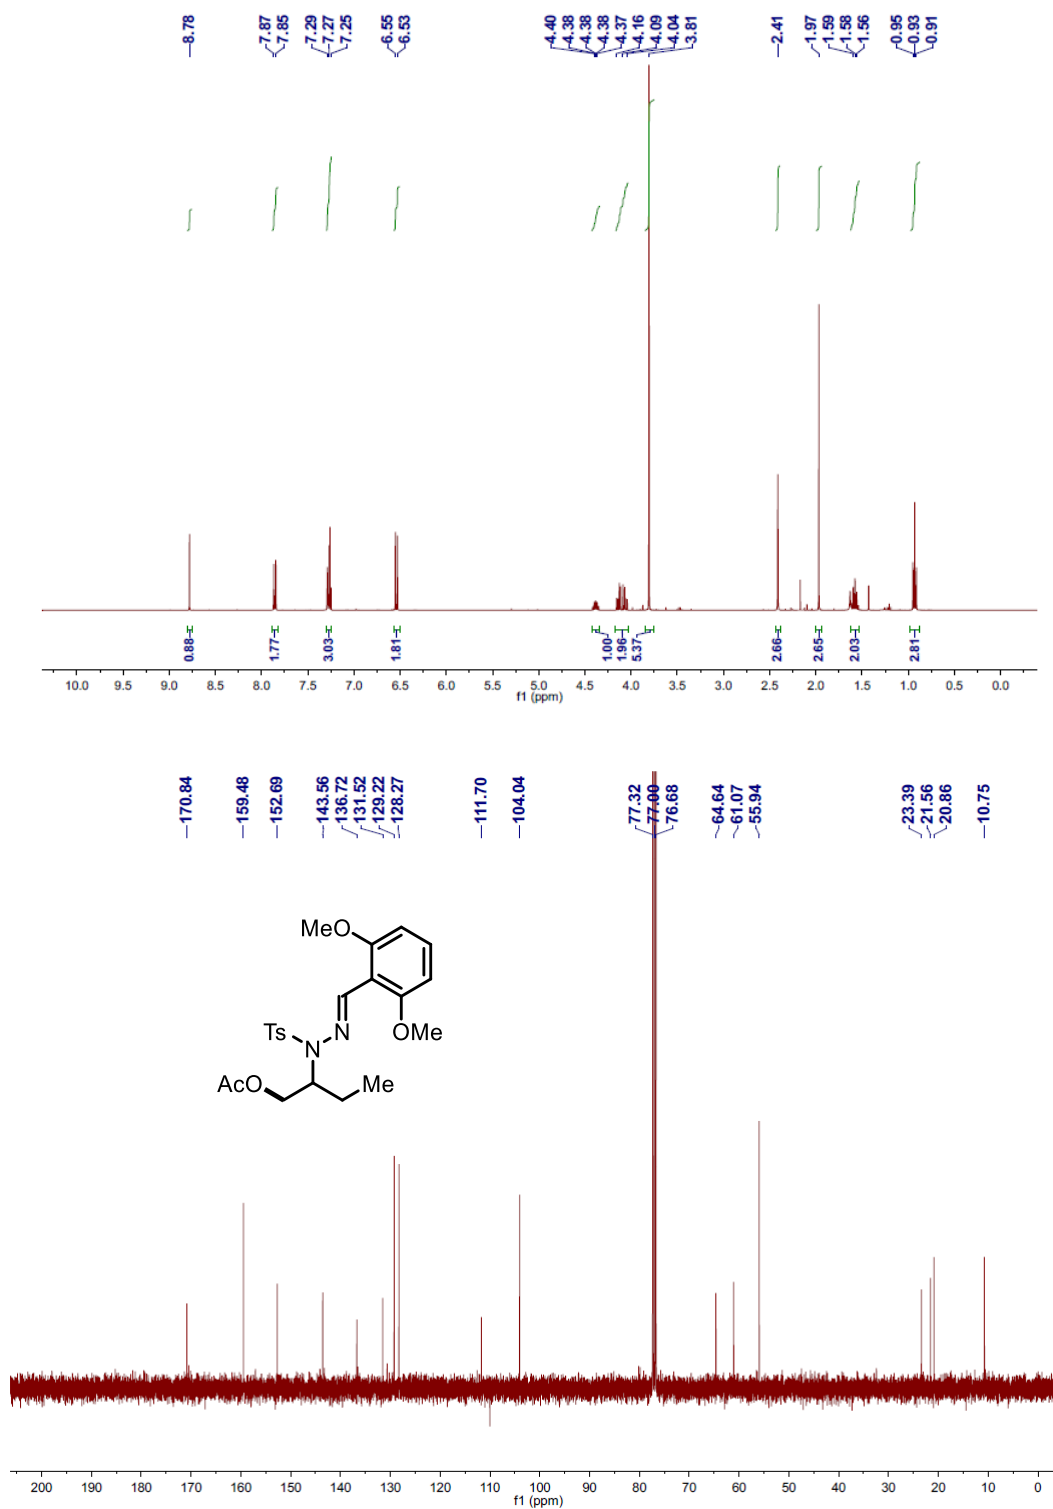 8.78 7.87 7.85 7.29 7.27 7.25 6.55 6.53 4.40 4.38 4.38 4.38 4.37 4.16 4.09 4.04 3.81 2.41 1.97 1.59 1.58 1.56 0.95 0.93 0.91
0.88 1.77 3.03 1.81 1.00 1.96 5.37 2.66 2.65 2.03 2.81
10.0 9.5 9.0 8.5 8.0 7.5 7.0 6.5 6.0 5.5 5.0 4.5 4.0 3.5 3.0 2.5 2.0 1.5 1.0 0.5 0.0
f1 (ppm)
170.84 159.48 152.69 143.56 136.72 131.52 129.22 128.27 111.70 104.04 77.32 77.00 76.68 64.64 61.07 55.94 23.39 21.56 20.86 10.75
MeO
Ts N OMe
N
AcO Me
200 190 180 170 160 150 140 130 120 110 100 90 80 70 60 50 40 30 20 10 0
f1 (ppm)